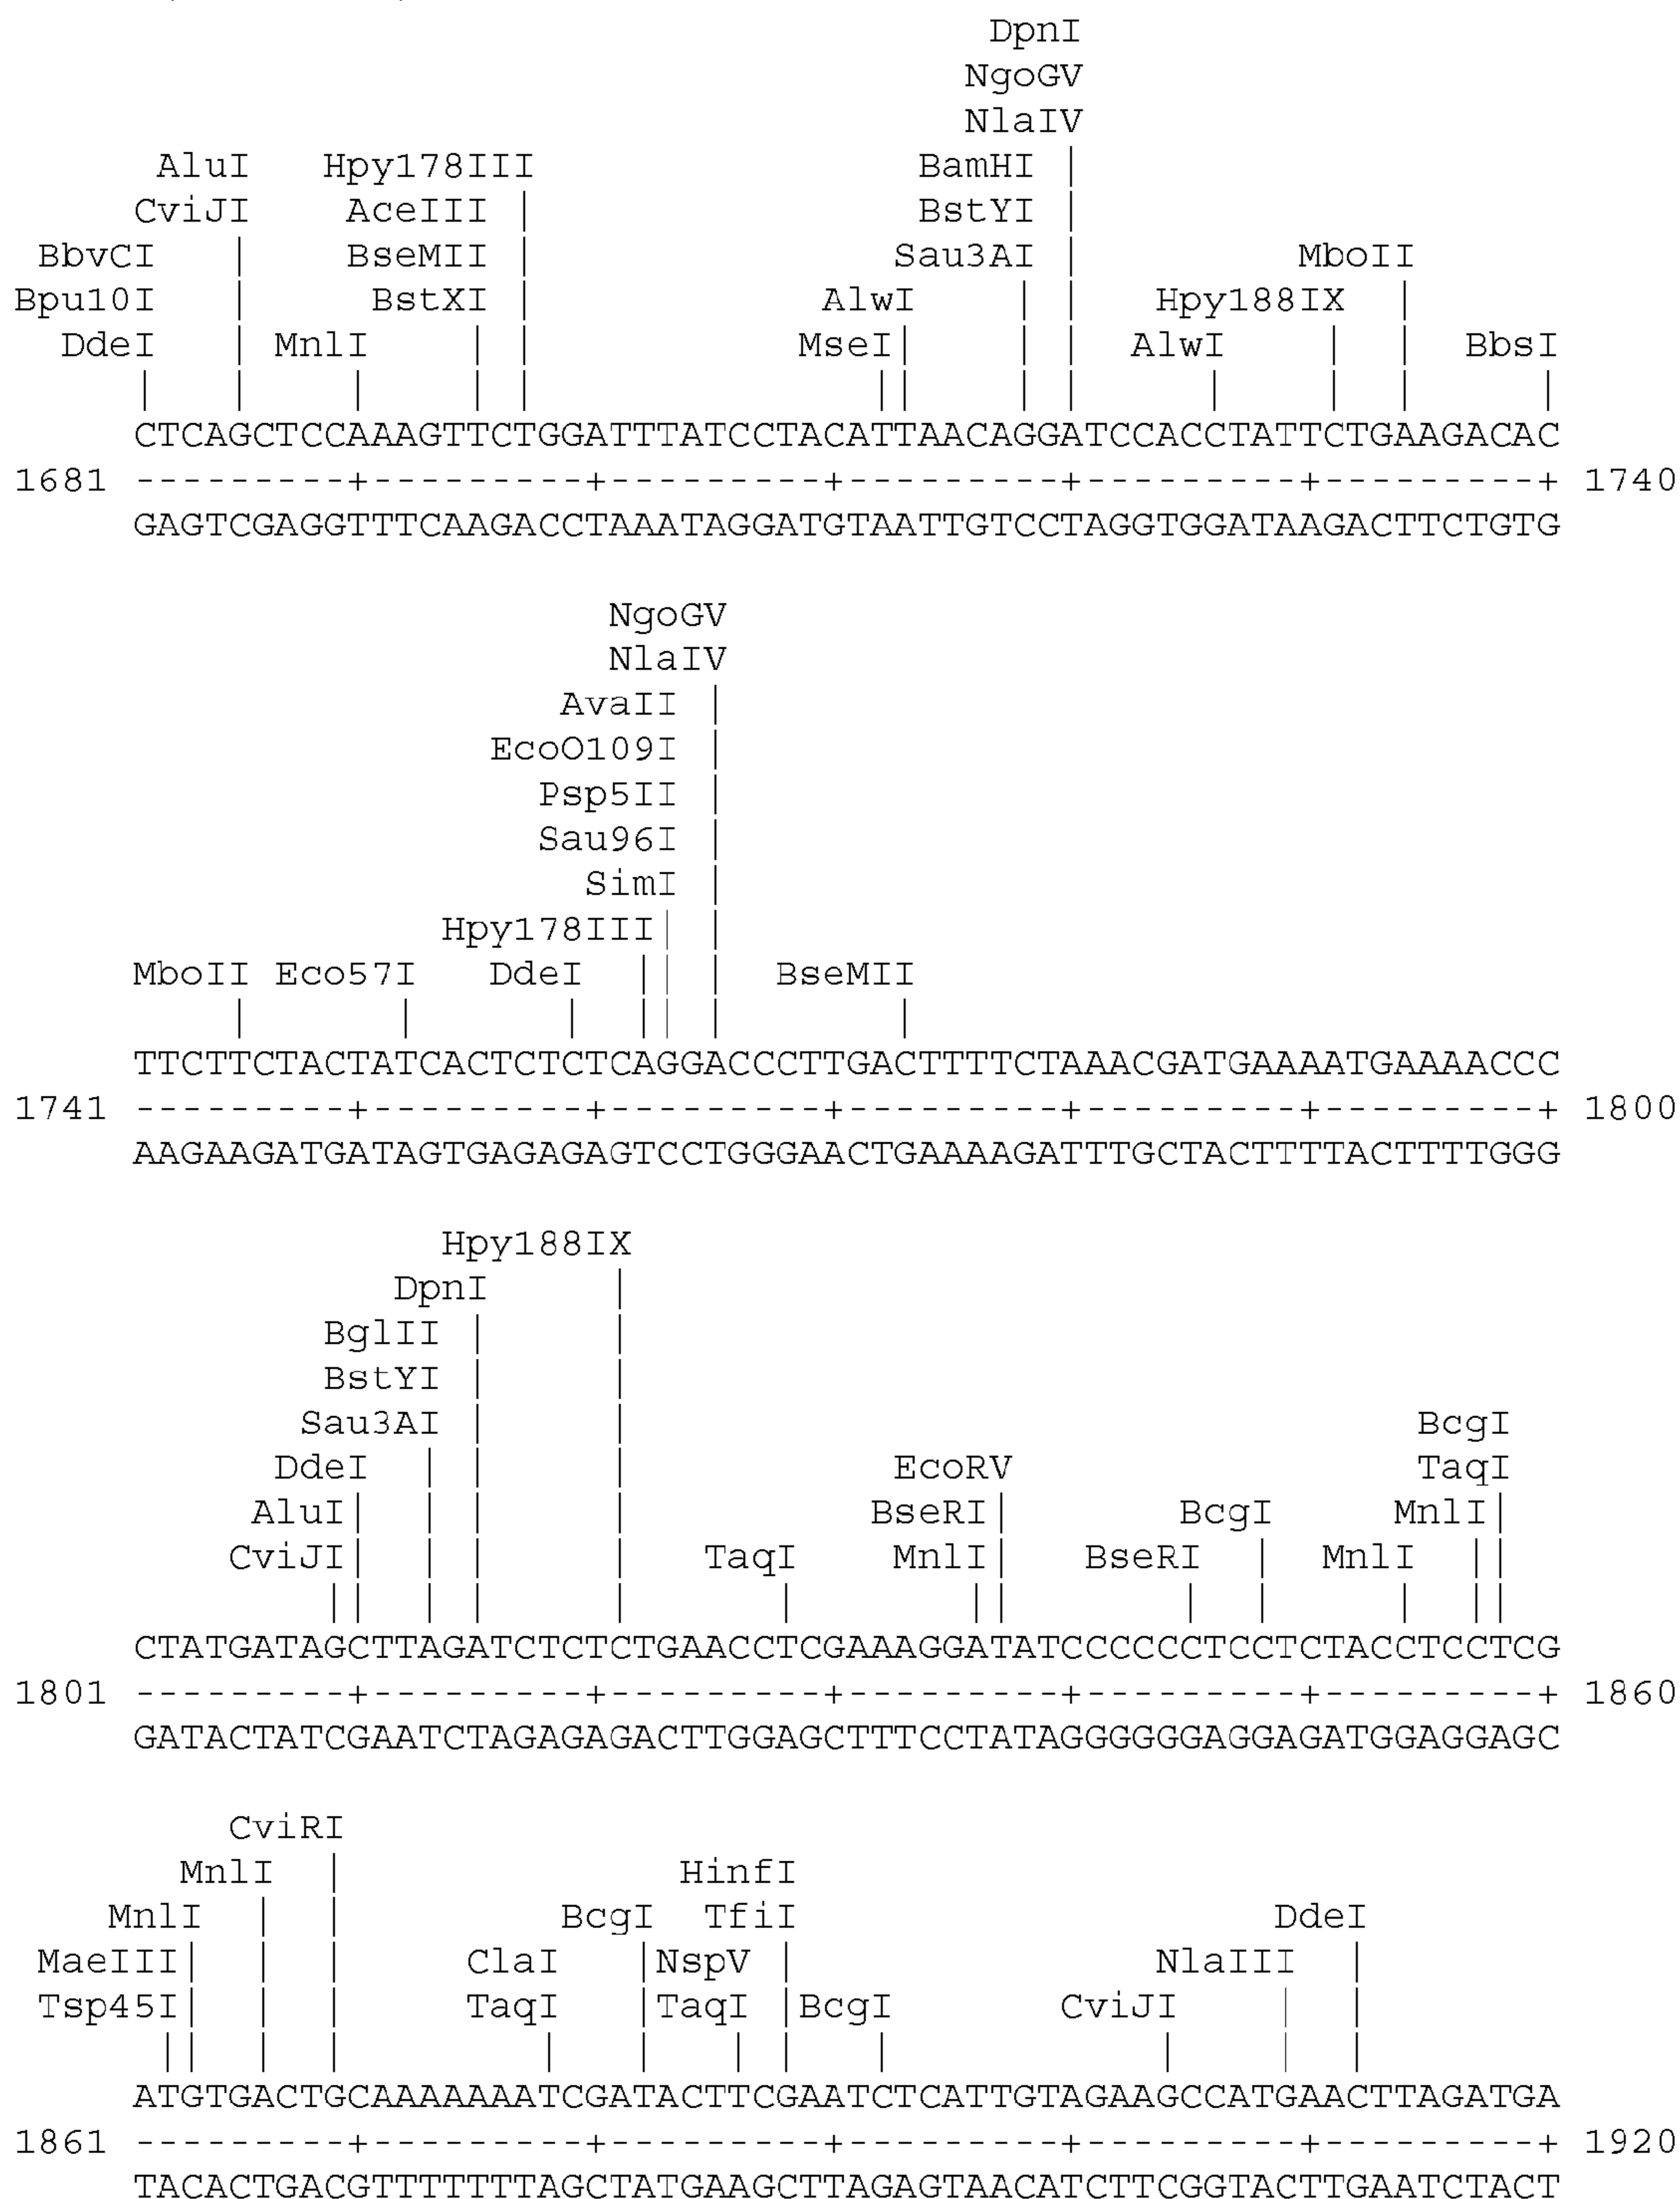 DpnI
NgoGV
NlaIV
AluI Hpy178III BamHI |
CviJI AceIII | BstYI |
BbvCI | BseMII | Sau3AI | MboII
Bpu10I | BstXI | AlwI | | Hpy188IX |
DdeI | MnlI | | MseI| | | AlwI | | BbsI
| | | | | || | | | | | |
CTCAGCTCCAAAGTTCTGGATTTATCCTACATTAACAGGATCCACCTATTCTGAAGACAC
1681 ---------+---------+---------+---------+---------+---------+ 1740
GAGTCGAGGTTTCAAGACCTAAATAGGATGTAATTGTCCTAGGTGGATAAGACTTCTGTG
NgoGV
NlaIV
AvaII |
EcoO109I |
Psp5II |
Sau96I |
SimI |
Hpy178III| |
MboII Eco57I DdeI || | BseMII
| | | || | |
TTCTTCTACTATCACTCTCTCAGGACCCTTGACTTTTCTAAACGATGAAAATGAAAACCC
1741 ---------+---------+---------+---------+---------+---------+ 1800
AAGAAGATGATAGTGAGAGAGTCCTGGGAACTGAAAAGATTTGCTACTTTTACTTTTGGG
Hpy188IX
DpnI |
BglII | |
BstYI | |
Sau3AI | | BcgI
DdeI | | | EcoRV TaqI
AluI| | | | BseRI| BcgI MnlI|
CviJI| | | | TaqI MnlI| BseRI | MnlI ||
|| | | | | || | | | ||
CTATGATAGCTTAGATCTCTCTGAACCTCGAAAGGATATCCCCCCTCCTCTACCTCCTCG
1801 ---------+---------+---------+---------+---------+---------+ 1860
GATACTATCGAATCTAGAGAGACTTGGAGCTTTCCTATAGGGGGGAGGAGATGGAGGAGC
CviRI
MnlI | HinfI
MnlI | | BcgI TfiI DdeI
MaeIII| | | ClaI |NspV | NlaIII |
Tsp45I| | | TaqI |TaqI |BcgI CviJI | |
|| | | | | | | | | | |
ATGTGACTGCAAAAAAATCGATACTTCGAATCTCATTGTAGAAGCCATGAACTTAGATGA
1861 ---------+---------+---------+---------+---------+---------+ 1920
TACACTGACGTTTTTTTAGCTATGAAGCTTAGAGTAACATCTTCGGTACTTGAATCTACT